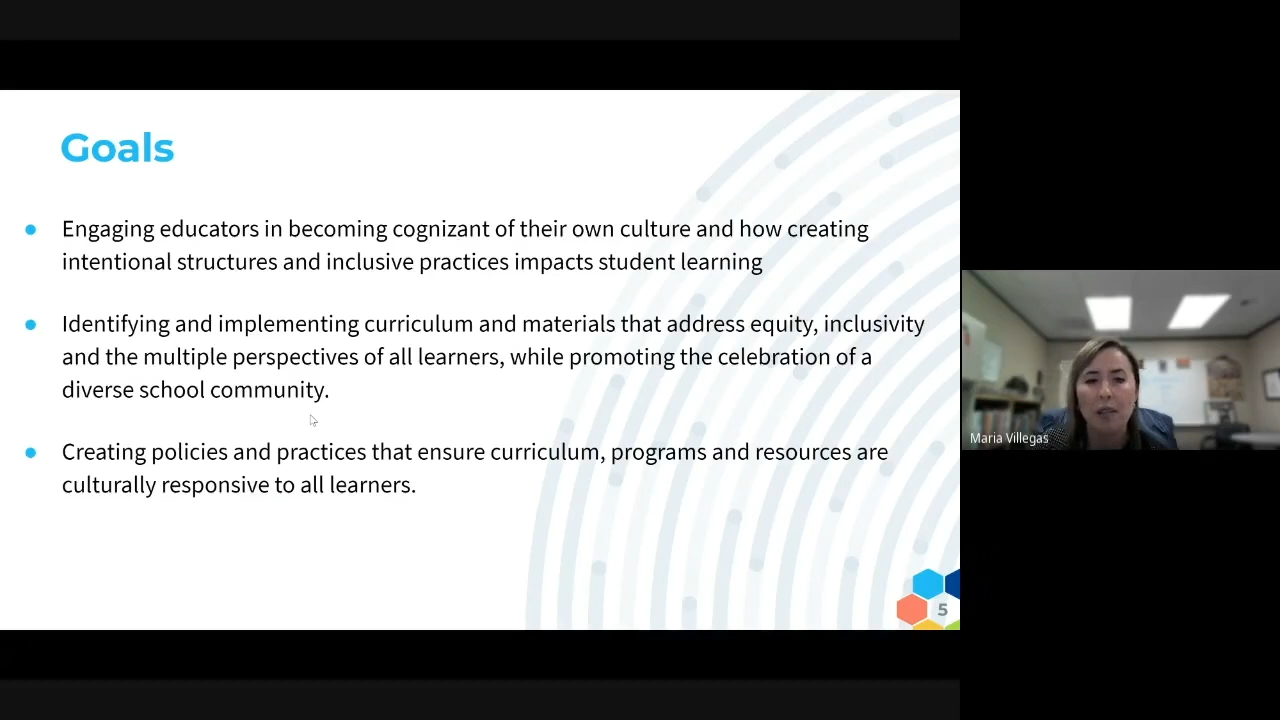 Goals
Engaging educators in becoming cognizant of their own culture and how creating
intentional structures and inclusive practices impacts student learning
Identifying and implementing curriculum and materials that address equity, inclusivity
and the multiple perspectives of all learners, while promoting the celebration of a
diverse school community.
Creating policies and practices that ensure curriculum, programs and resources are
culturally responsive to all learners.
5
Maria Villegas